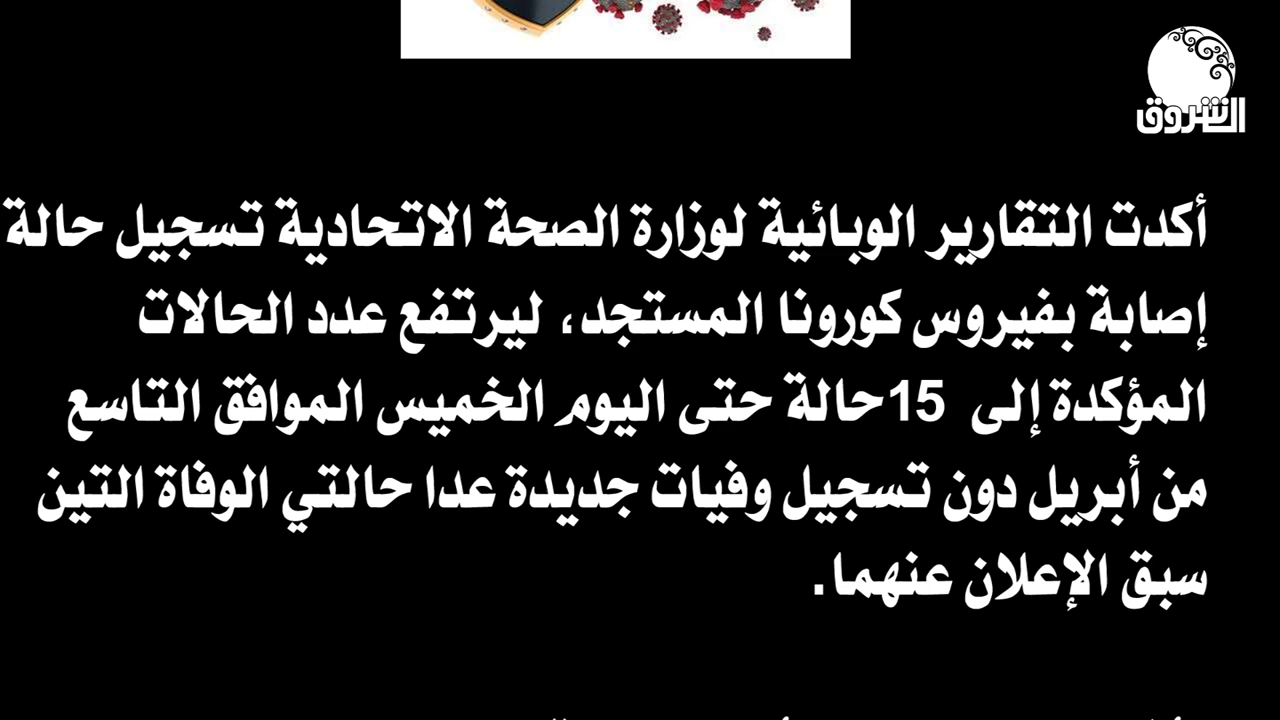 الشروق
أكدت التقارير الوبائية لوزارة الصحة الاتحادية تسجيل حالة
إصابة بفيروس كورونا المستجد، ليرتفع عدد الحالات
المؤكدة إلى 15حالة حتى اليوم الخميس الموافق التاسع
من أبريل دون تسجيل وفيات جديدة عدا حالتي الوفاة التين
سبق الإعلان عنهما.